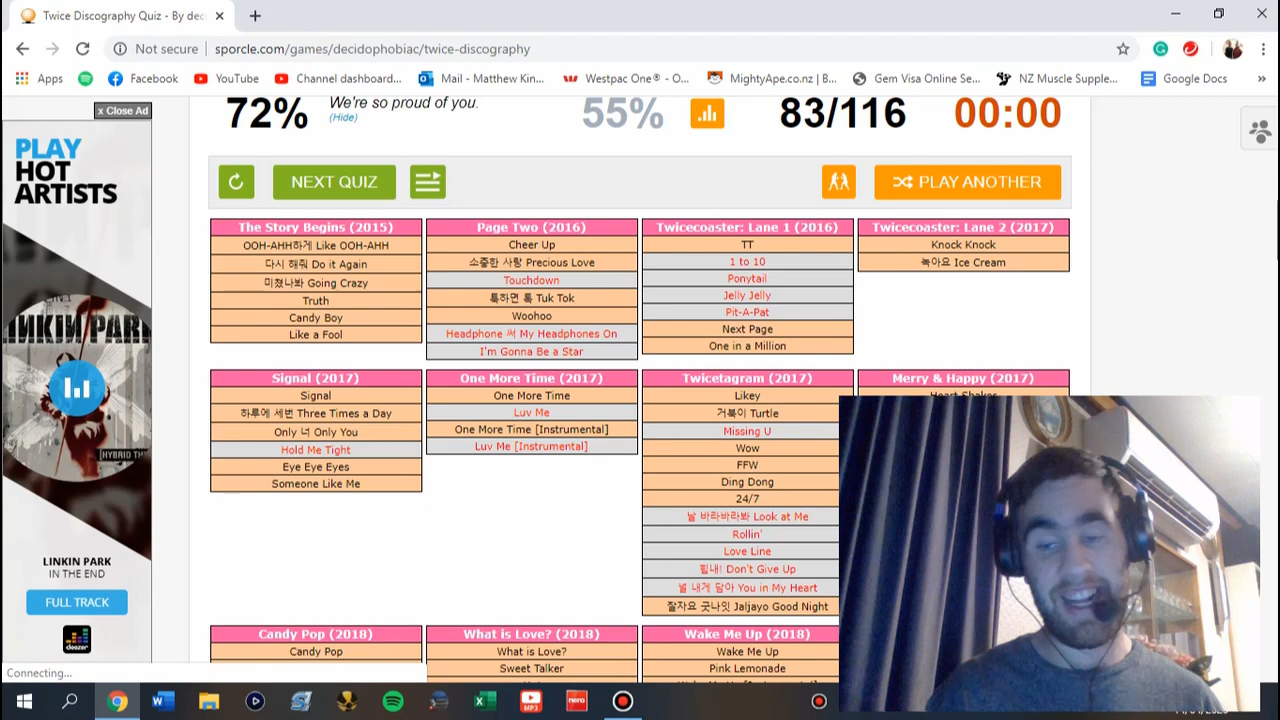 Twice Discography Quiz - By deci
Not secure
sporcle.com/games/decidophobiac/twice-discography
Apps
Facebook
YouTube
Channel dashboard...
Mail - Matthew Kin...
Westpac One® - O...
MightyApe.co.nz | B...
Gem Visa Online Se...
NZ Muscle Supple...
Google Docs
x Close Ad
PLAY
HOT
ARTISTS
LINKIN PARK
HYBRID TH
LINKIN PARK
IN THE END
FULL TRACK
deezer
72%
We're so proud of you.
(Hide)
55%
83/116
00:00
NEXT QUIZ
PLAY ANOTHER
The Story Begins (2015)
OOH-AHH하게 Like OOH-AHH
다시 해줘 Do it Again
미쳤나봐 Going Crazy
Truth
Candy Boy
Like a Fool
Page Two (2016)
Cheer Up
소중한 사랑 Precious Love
Touchdown
툭하면 톡 Tuk Tok
Woohoo
Headphone 써 My Headphones On
I'm Gonna Be a Star
Twicecoaster: Lane 1 (2016)
TT
1 to 10
Ponytail
Jelly Jelly
Pit-A-Pat
Next Page
One in a Million
Twicecoaster: Lane 2 (2017)
Knock Knock
녹아요 Ice Cream
Signal (2017)
Signal
하루에 세번 Three Times a Day
Only 너 Only You
Hold Me Tight
Eye Eye Eyes
Someone Like Me
One More Time (2017)
One More Time
Luv Me
One More Time [Instrumental]
Luv Me [Instrumental]
Twicetagram (2017)
Likey
거북이 Turtle
Missing U
Wow
FFW
Ding Dong
24/7
날 바라바라봐 Look at Me
Rollin'
Love Line
힘내! Don't Give Up
널 내게 담아 You in My Heart
잘자요 굿나잇 Jaljayo Good Night
Merry & Happy (2017)
Heart Shaker
Candy Pop (2018)
Candy Pop
What is Love? (2018)
What is Love?
Sweet Talker
Wake Me Up (2018)
Wake Me Up
Pink Lemonade
Connecting...
MP3
nero